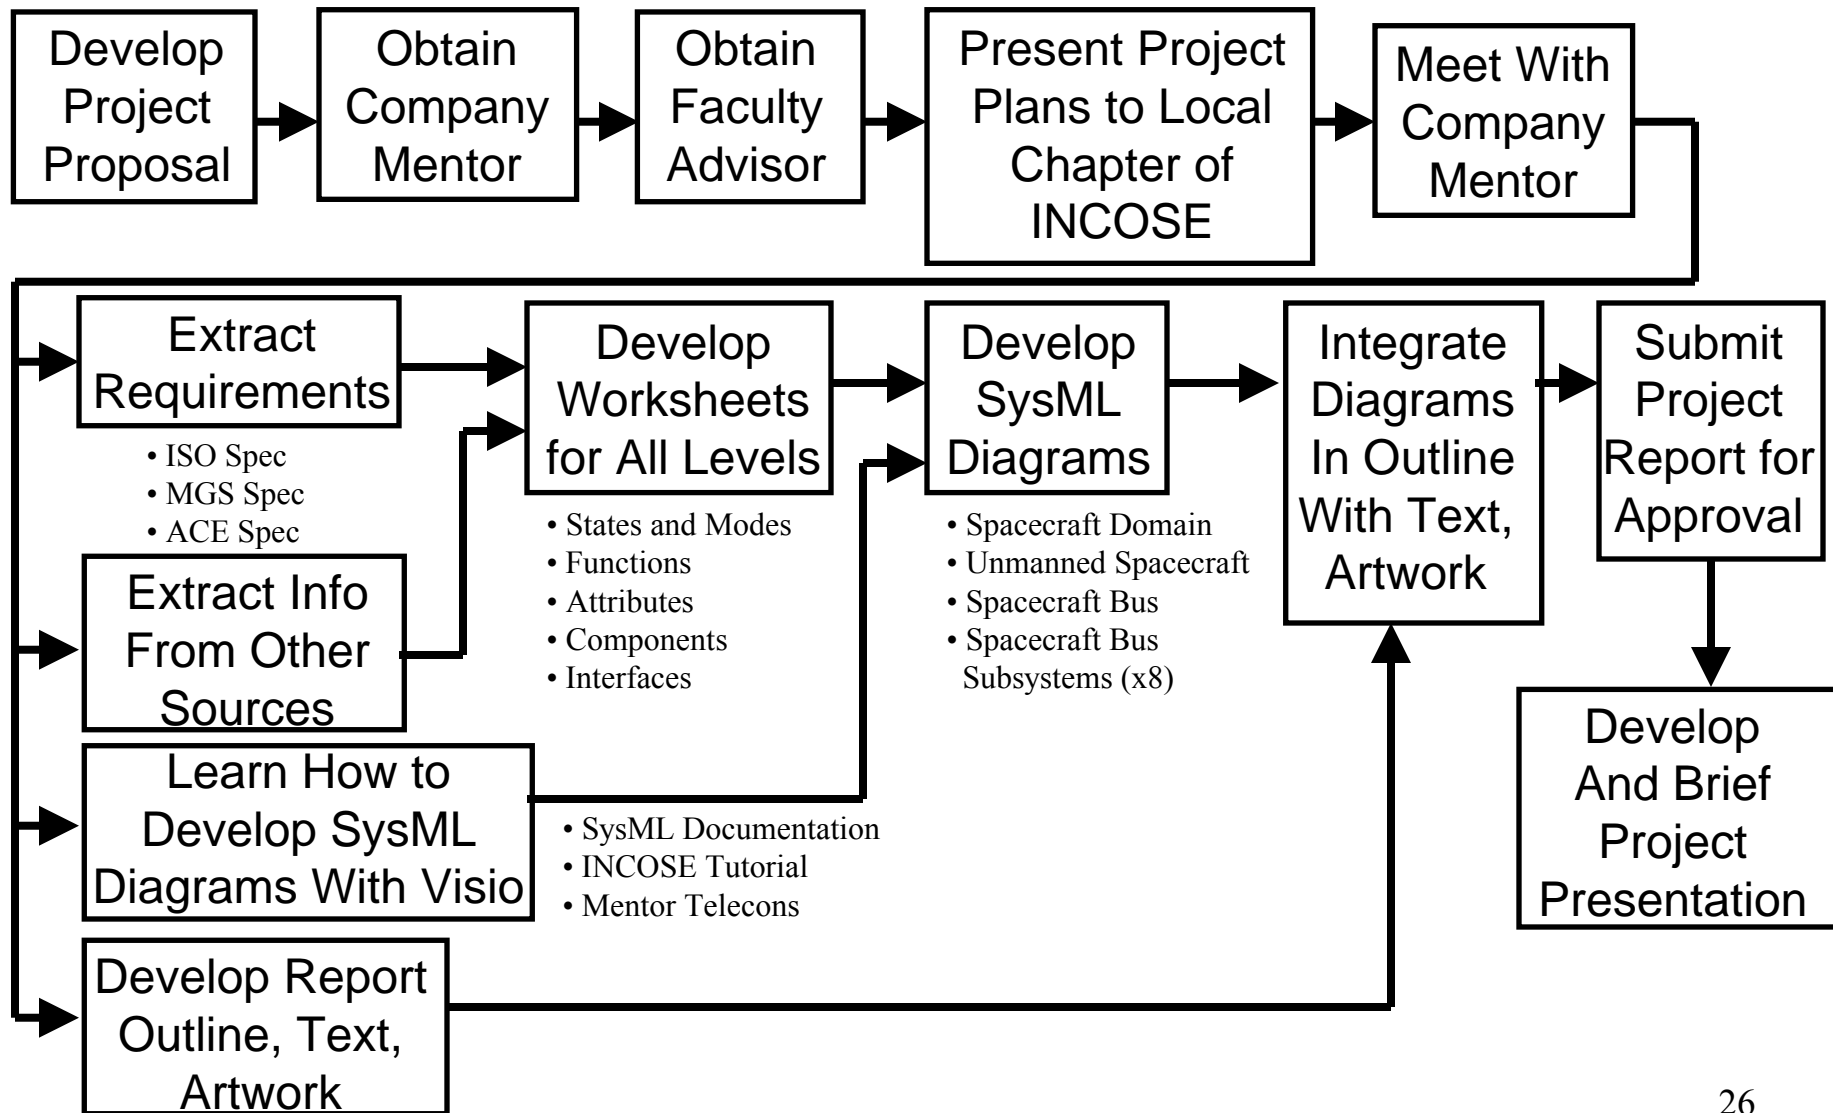 Develop
Project
Proposal
Obtain
Company
Mentor
Obtain
Faculty
Advisor
Present Project
Plans to Local
Chapter of
INCOSE
Meet With
Company
Mentor
Extract
Requirements
• ISO Spec
• MGS Spec
• ACE Spec
Extract Info
From Other
Sources
Learn How to
Develop SysML
Diagrams With Visio
• SysML Documentation
• INCOSE Tutorial
• Mentor Telecons
Develop Report
Outline, Text,
Artwork
Develop
Worksheets
for All Levels
• States and Modes
• Functions
• Attributes
• Components
• Interfaces
Develop
SysML
Diagrams
• Spacecraft Domain
• Unmanned Spacecraft
• Spacecraft Bus
• Spacecraft Bus
Subsystems (x8)
Integrate
Diagrams
In Outline
With Text,
Artwork
Submit
Project
Report for
Approval
Develop
And Brief
Project
Presentation
26